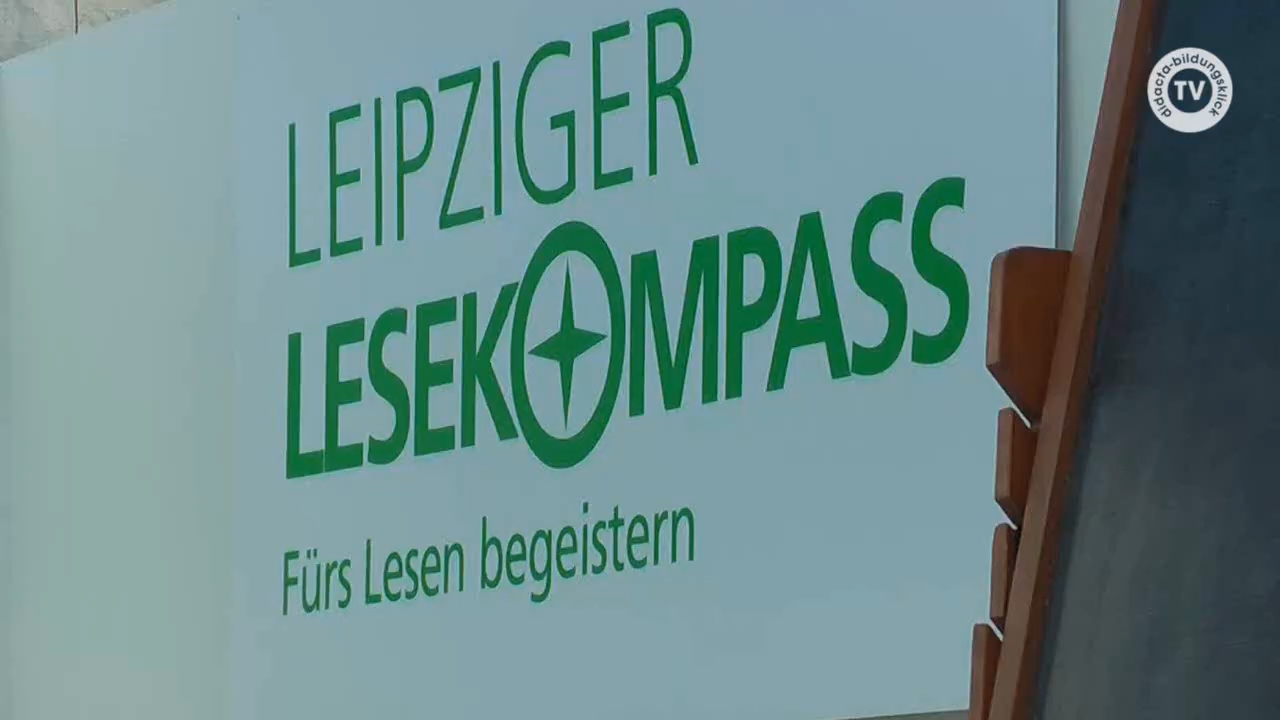 LEIPZIGER
LESEKOMPASS
Fürs Lesen begeistern
didacta-bildungsklick
TV